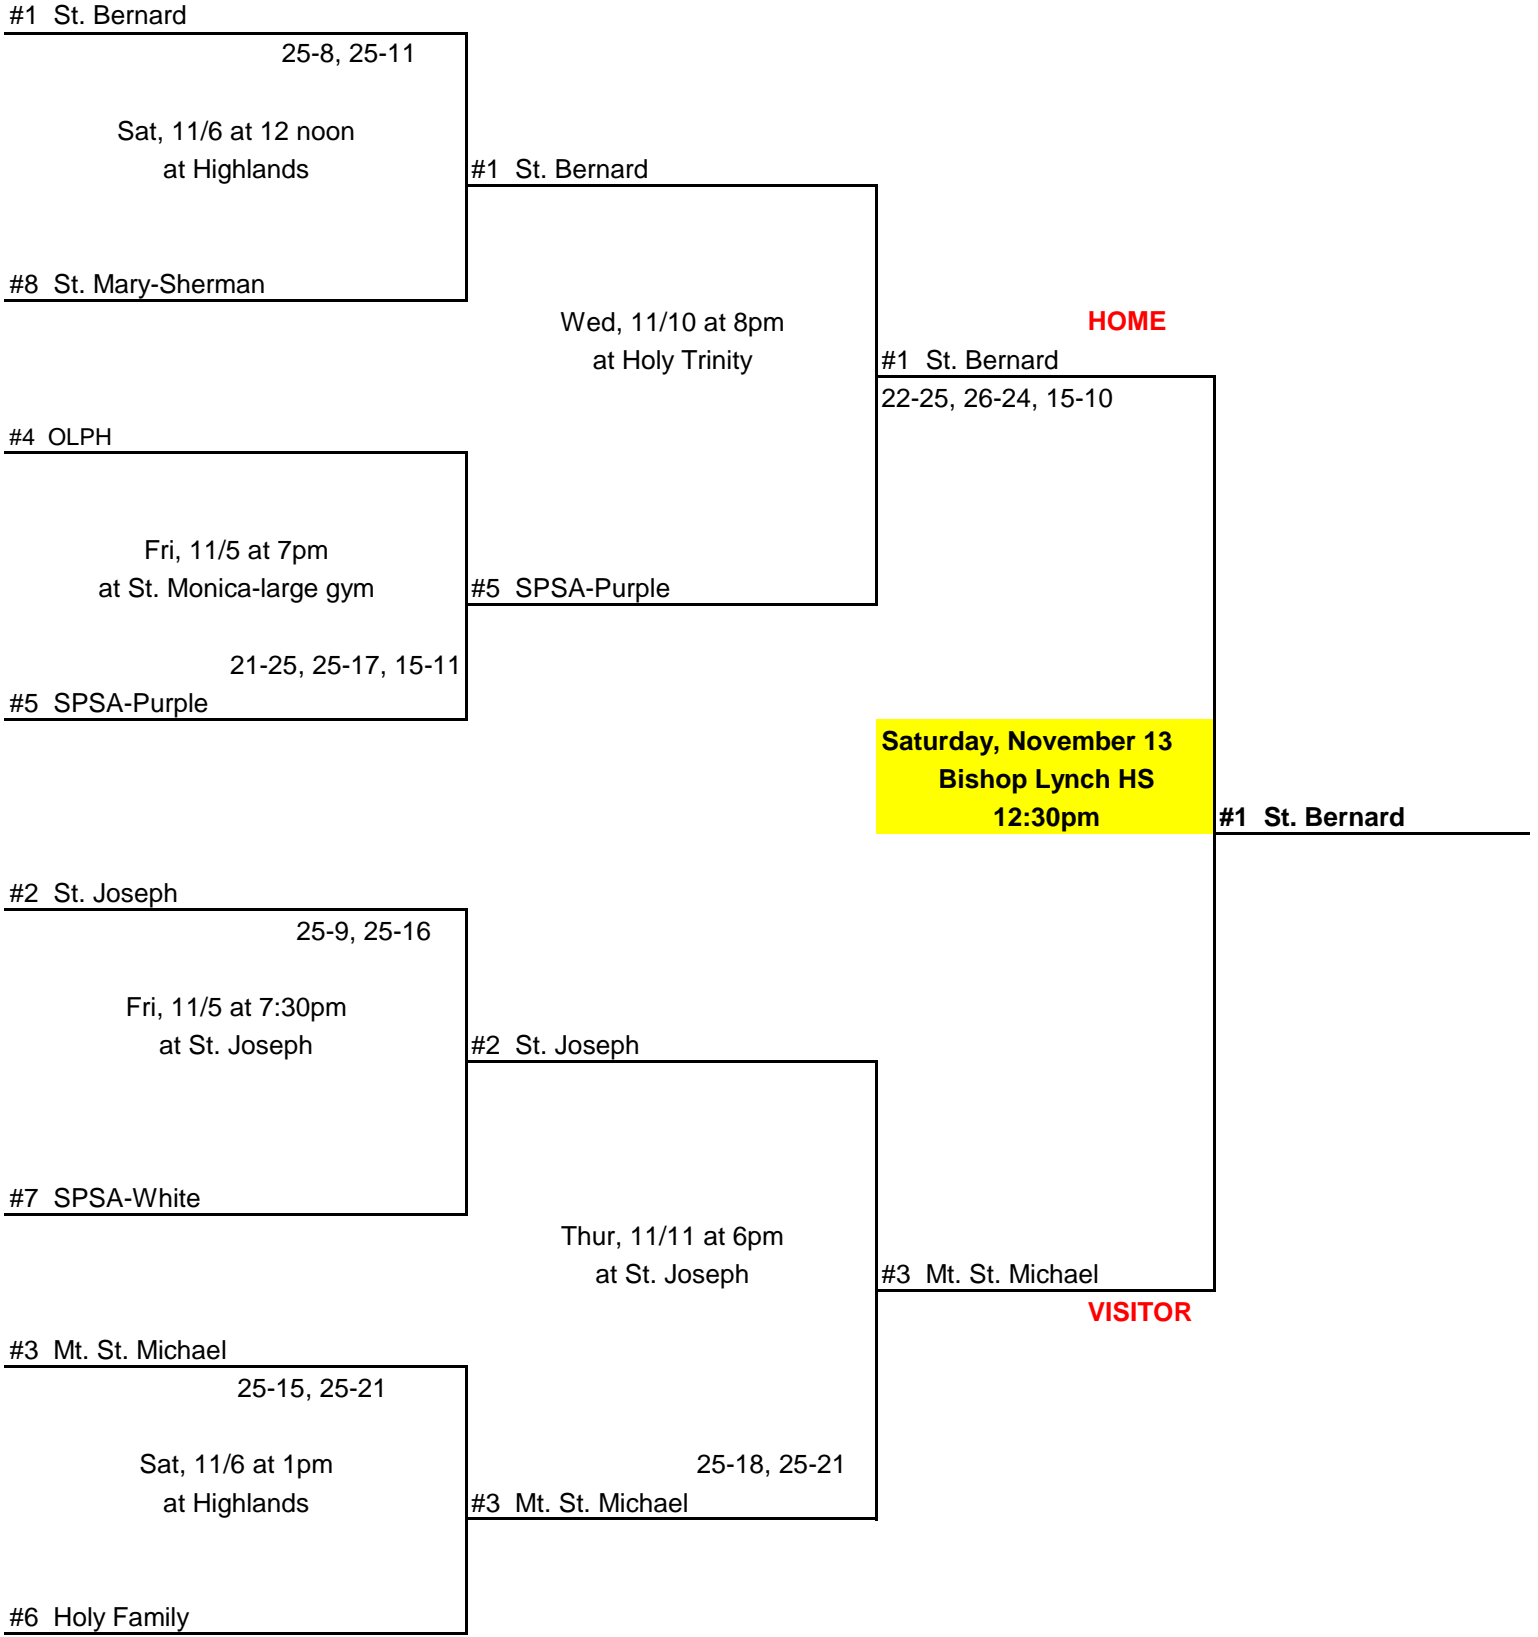 #1 St. Bernard
25-8, 25-11
Sat, 11/6 at 12 noon
at Highlands
#1 St. Bernard
#8 St. Mary-Sherman
Wed, 11/10 at 8pm
at Holy Trinity
HOME
#1 St. Bernard
22-25, 26-24, 15-10
#4 OLPH
Fri, 11/5 at 7pm
at St. Monica-large gym
#5 SPSA-Purple
21-25, 25-17, 15-11
#5 SPSA-Purple
Saturday, November 13
Bishop Lynch HS
12:30pm
#1 St. Bernard
#2 St. Joseph
25-9, 25-16
Fri, 11/5 at 7:30pm
at St. Joseph
#2 St. Joseph
#7 SPSA-White
Thur, 11/11 at 6pm
at St. Joseph
#3 Mt. St. Michael
VISITOR
#3 Mt. St. Michael
25-15, 25-21
Sat, 11/6 at 1pm
at Highlands
25-18, 25-21
#3 Mt. St. Michael
#6 Holy Family